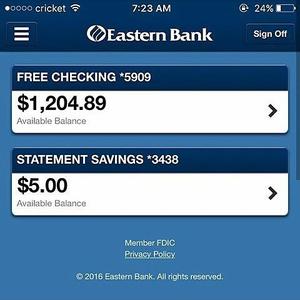 cricket 7:23 AM 24%
Eastern Bank Sign Off
FREE CHECKING *5909
$1,204.89
Available Balance
STATEMENT SAVINGS *3438
$5.00
Available Balance
Member FDIC
Privacy Policy
© 2016 Eastern Bank. All rights reserved.